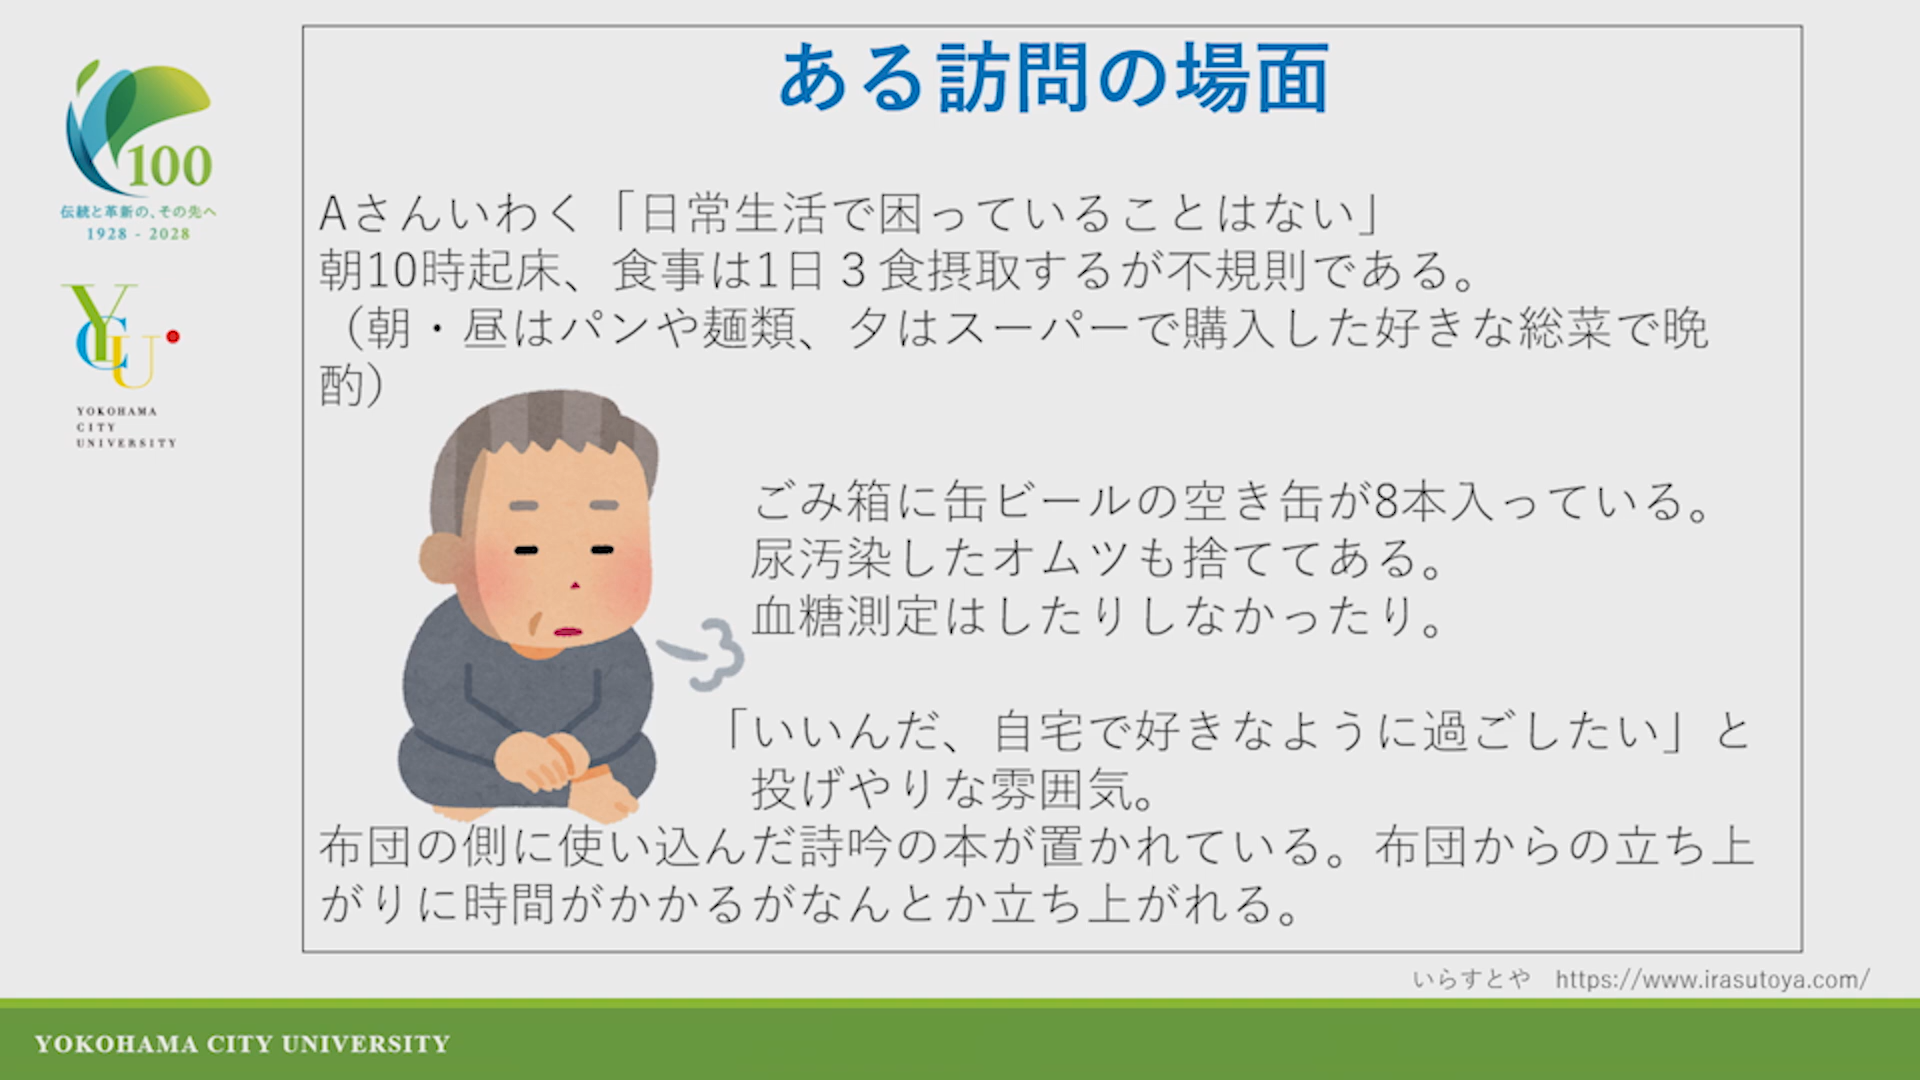 ある訪問の場面
100
伝統と革新の、その先へ
1928 - 2028
YCU
YOKOHAMA
CITY
UNIVERSITY
Aさんいわく「日常生活で困っていることはない」
朝10時起床、食事は1日３食摂取するが不規則である。
（朝・昼はパンや麺類、夕はスーパーで購入した好きな総菜で晩
酌）
ごみ箱に缶ビールの空き缶が8本入っている。
尿汚染したオムツも捨ててある。
血糖測定はしたりしなかったり。
「いいんだ、自宅で好きなように過ごしたい」と
投げやりな雰囲気。
布団の側に使い込んだ詩吟の本が置かれている。布団からの立ち上
がりに時間がかかるがなんとか立ち上がれる。
いらすとや　https://www.irasutoya.com/
YOKOHAMA CITY UNIVERSITY